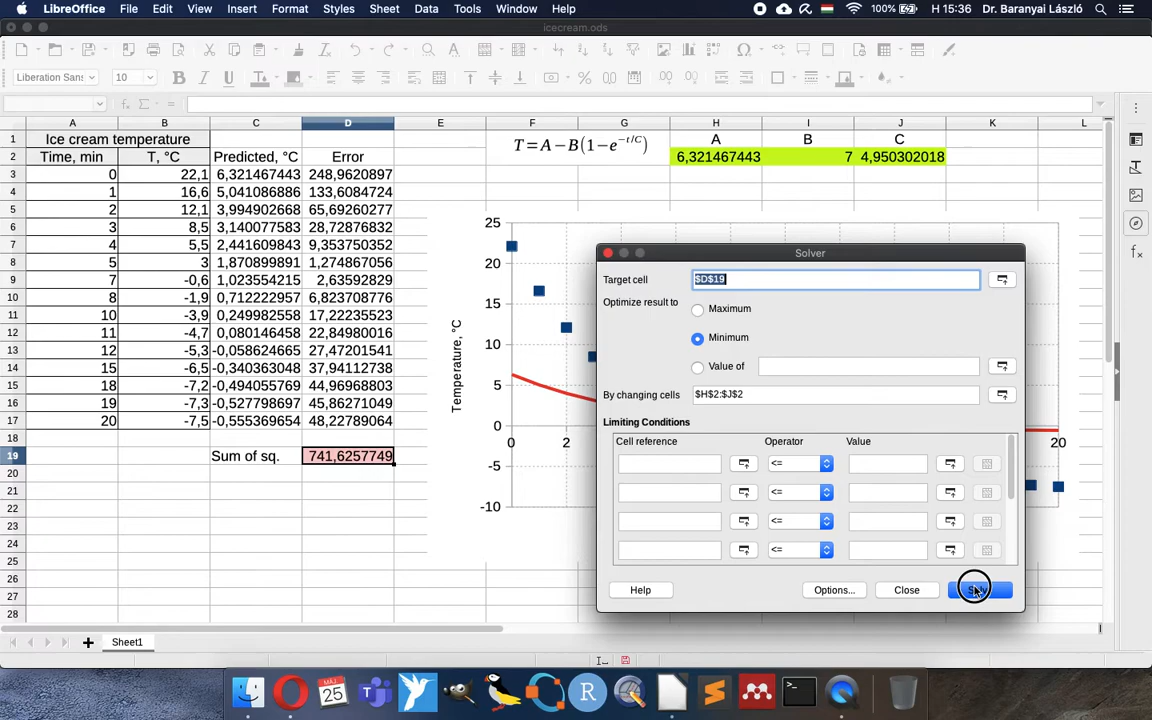 LibreOffice File Edit View Insert Format Styles Sheet Data Tools Window Help 100% H 15:36 Dr. Baranyai László
icecream.ods
Liberation Sans 10
A B C D E F G H I J K L
1 Ice cream temperature T=A−B(1−e^−t/C) A B C
2 Time, min T, °C Predicted, °C Error 6,321467443 7 4,950302018
3 0 22,1 6,321467443 248,9620897
4 1 16,6 5,041086886 133,6084724
5 2 12,1 3,994902668 65,69260277
6 3 8,5 3,140077583 28,72876832
7 4 5,5 2,441609843 9,353750352
8 5 3 1,870899891 1,274867056
9 7 -0,6 1,023554215 2,63592829
10 8 -1,9 0,712222957 6,823708776
11 10 -3,9 0,249982558 17,22235523
12 11 -4,7 0,080146458 22,84980016
13 12 -5,3 -0,058624665 27,47201541
14 15 -6,5 -0,340363048 37,94112738
15 18 -7,2 -0,494055769 44,96968803
16 19 -7,3 -0,527798697 45,86271049
17 20 -7,5 -0,555369654 48,22789064
18
19 Sum of sq. 741,6257749
20
21
22
23
24
25
26
27
28
25
20
15
10
5
0
-5
-10
Temperature, °C
0 2 20
Solver
Target cell $D$19
Optimize result to Maximum
Minimum
Value of
By changing cells $H$2:$J$2
Limiting Conditions
Cell reference Operator Value
<=
<=
<=
<=
Help Options... Close
Sheet1
MÁJ
25